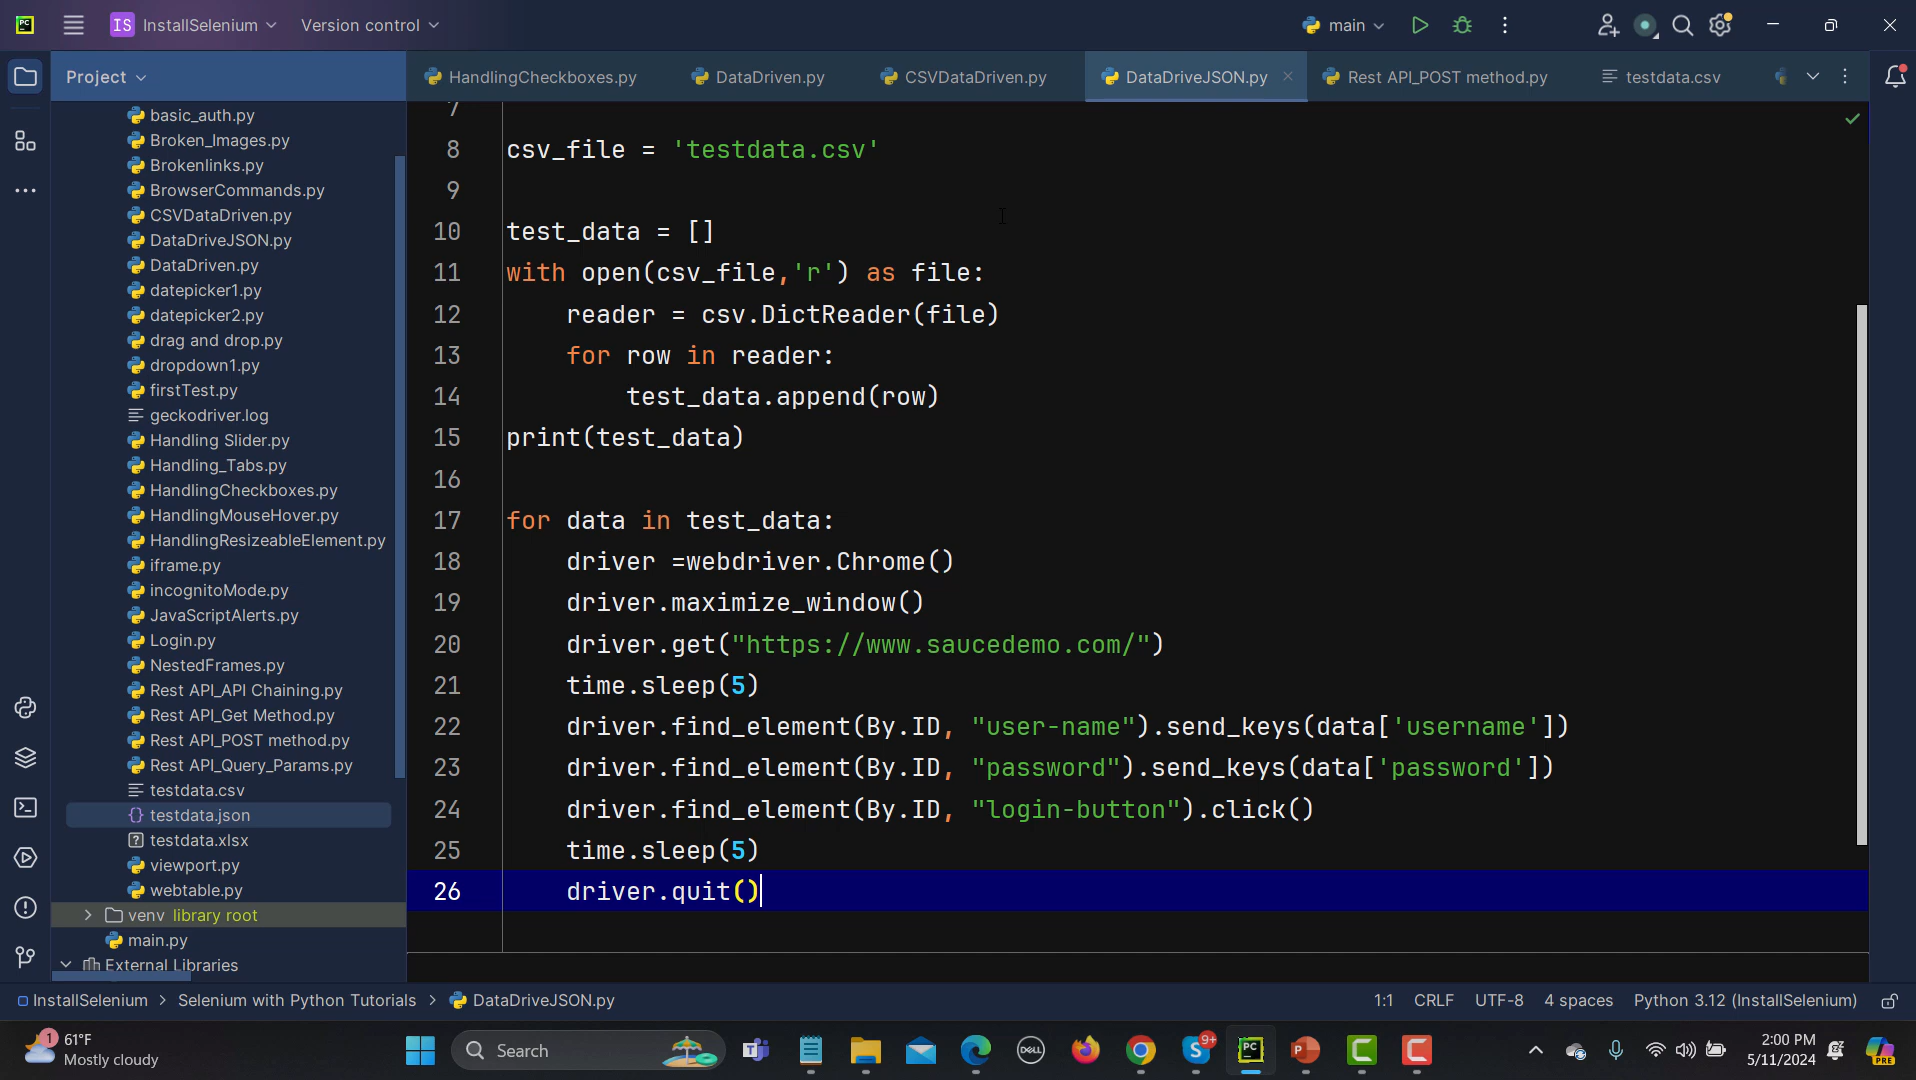 PC
IS InstallSelenium Version control main
Project HandlingCheckboxes.py DataDriven.py CSVDataDriven.py DataDriveJSON.py Rest API_POST method.py testdata.csv
basic_auth.py
Broken_Images.py
Brokenlinks.py
BrowserCommands.py
CSVDataDriven.py
DataDriveJSON.py
DataDriven.py
datepicker1.py
datepicker2.py
drag and drop.py
dropdown1.py
firstTest.py
geckodriver.log
Handling Slider.py
Handling_Tabs.py
HandlingCheckboxes.py
HandlingMouseHover.py
HandlingResizeableElement.py
iframe.py
incognitoMode.py
JavaScriptAlerts.py
Login.py
NestedFrames.py
Rest API_API Chaining.py
Rest API_Get Method.py
Rest API_POST method.py
Rest API_Query_Params.py
testdata.csv
testdata.json
testdata.xlsx
viewport.py
webtable.py
venv library root
main.py
External Libraries
7
8 csv_file = 'testdata.csv'
9
10 test_data = []
11 with open(csv_file,'r') as file:
12 reader = csv.DictReader(file)
13 for row in reader:
14 test_data.append(row)
15 print(test_data)
16
17 for data in test_data:
18 driver =webdriver.Chrome()
19 driver.maximize_window()
20 driver.get("https://www.saucedemo.com/")
21 time.sleep(5)
22 driver.find_element(By.ID, "user-name").send_keys(data['username'])
23 driver.find_element(By.ID, "password").send_keys(data['password'])
24 driver.find_element(By.ID, "login-button").click()
25 time.sleep(5)
26 driver.quit()
InstallSelenium > Selenium with Python Tutorials > DataDriveJSON.py 1:1 CRLF UTF-8 4 spaces Python 3.12 (InstallSelenium)
1 61°F
Mostly cloudy
Search
DELL
9+
PC
2:00 PM
5/11/2024
PRE